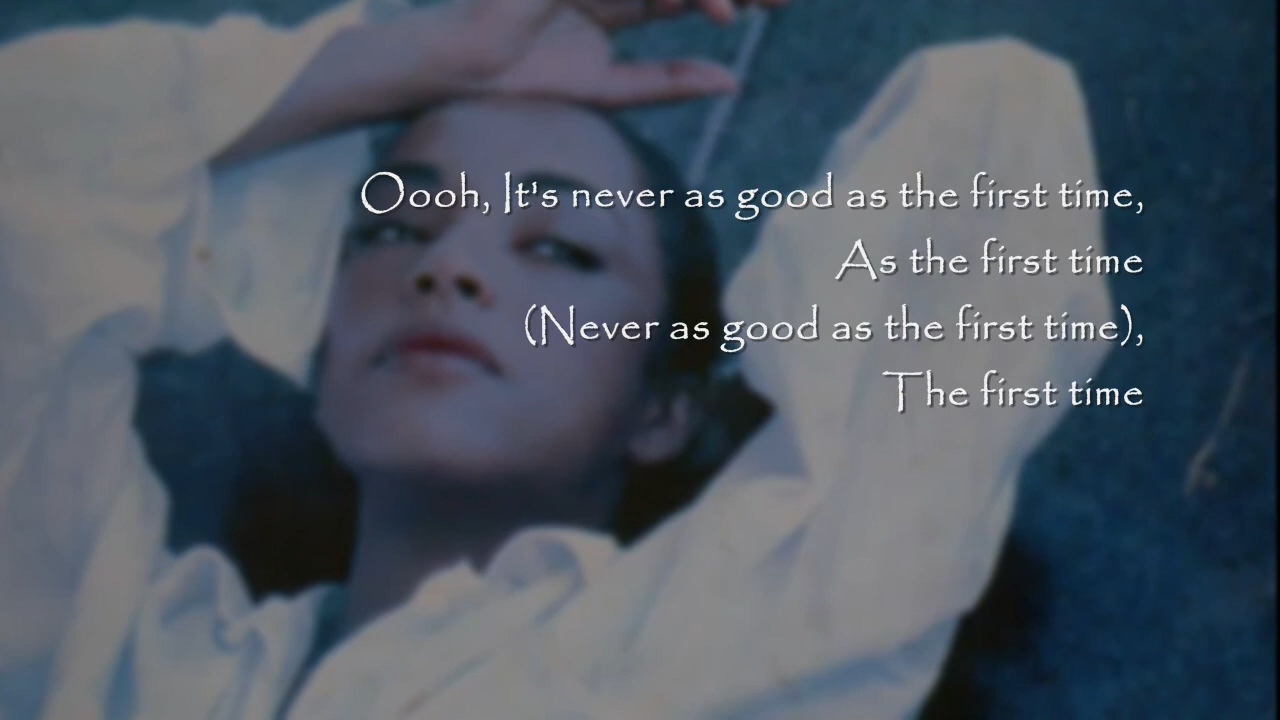 Oooh, It's never as good as the first time,
As the first time
(Never as good as the first time),
The first time